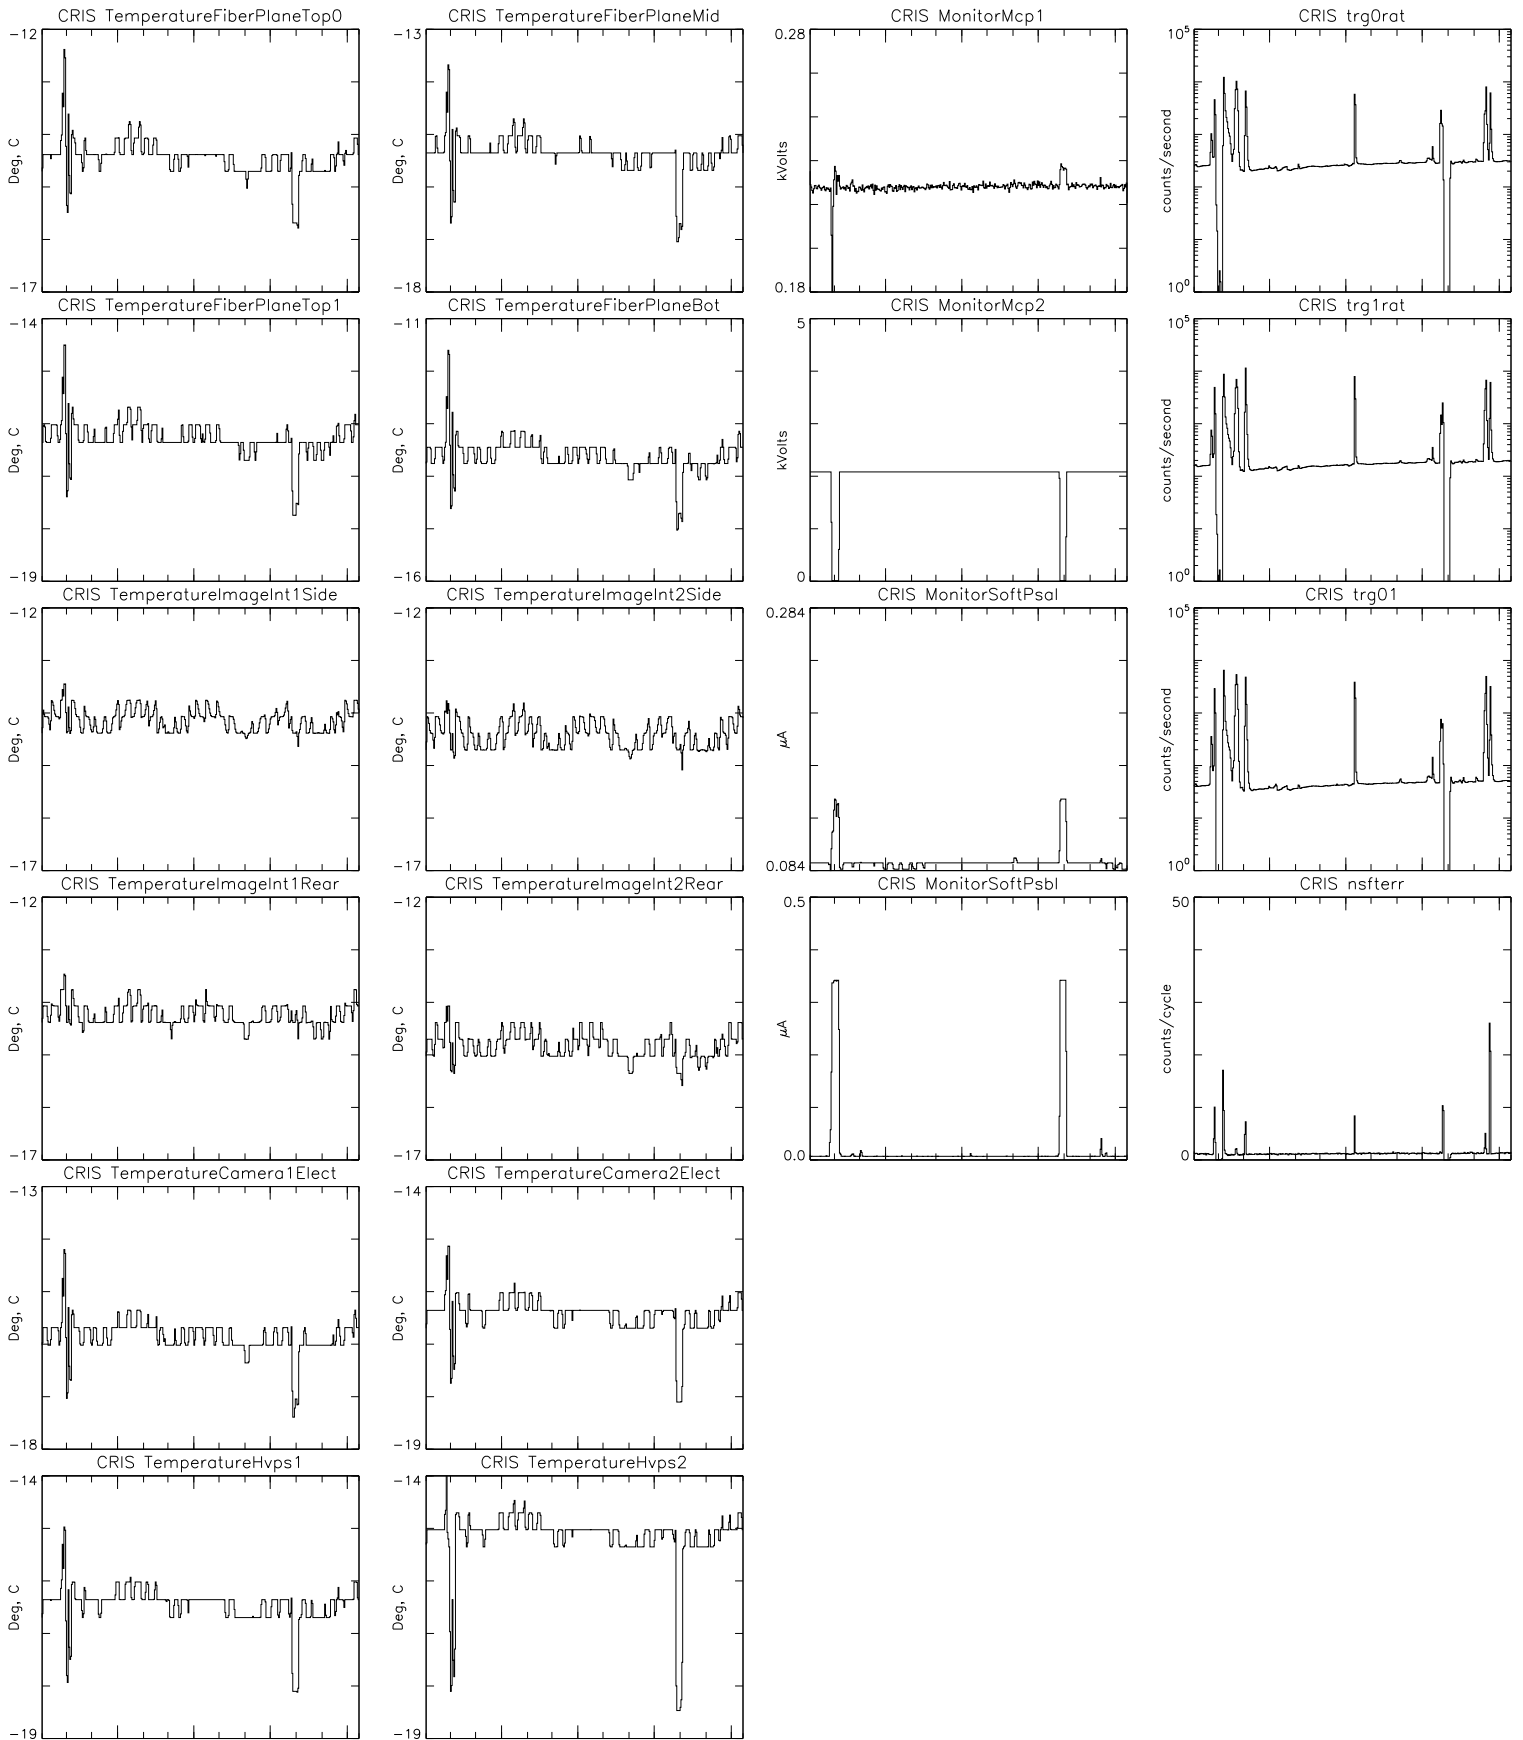 CRIS TemperatureFiberPlaneTop0
-12
Deg, C
-17
CRIS TemperatureFiberPlaneMid
-13
Deg, C
-18
CRIS MonitorMcp1
0.28
kVolts
0.18
CRIS trg0rat
10^5
counts/second
10^0
CRIS TemperatureFiberPlaneTop1
-14
Deg, C
-19
CRIS TemperatureFiberPlaneBot
-11
Deg, C
-16
CRIS MonitorMcp2
5
kVolts
0
CRIS trg1rat
10^5
counts/second
10^0
CRIS TemperatureImageInt1Side
-12
Deg, C
-17
CRIS TemperatureImageInt2Side
-12
Deg, C
-17
CRIS MonitorSoftPsaI
0.284
μA
0.084
CRIS trg01
10^5
counts/second
10^0
CRIS TemperatureImageInt1Rear
-12
Deg, C
-17
CRIS TemperatureImageInt2Rear
-12
Deg, C
-17
CRIS MonitorSoftPsbI
0.5
μA
0.0
CRIS nsfterr
50
counts/cycle
0
CRIS TemperatureCamera1Elect
-13
Deg, C
-18
CRIS TemperatureCamera2Elect
-14
Deg, C
-19
CRIS TemperatureHvps1
-14
Deg, C
-19
CRIS TemperatureHvps2
-14
Deg, C
-19